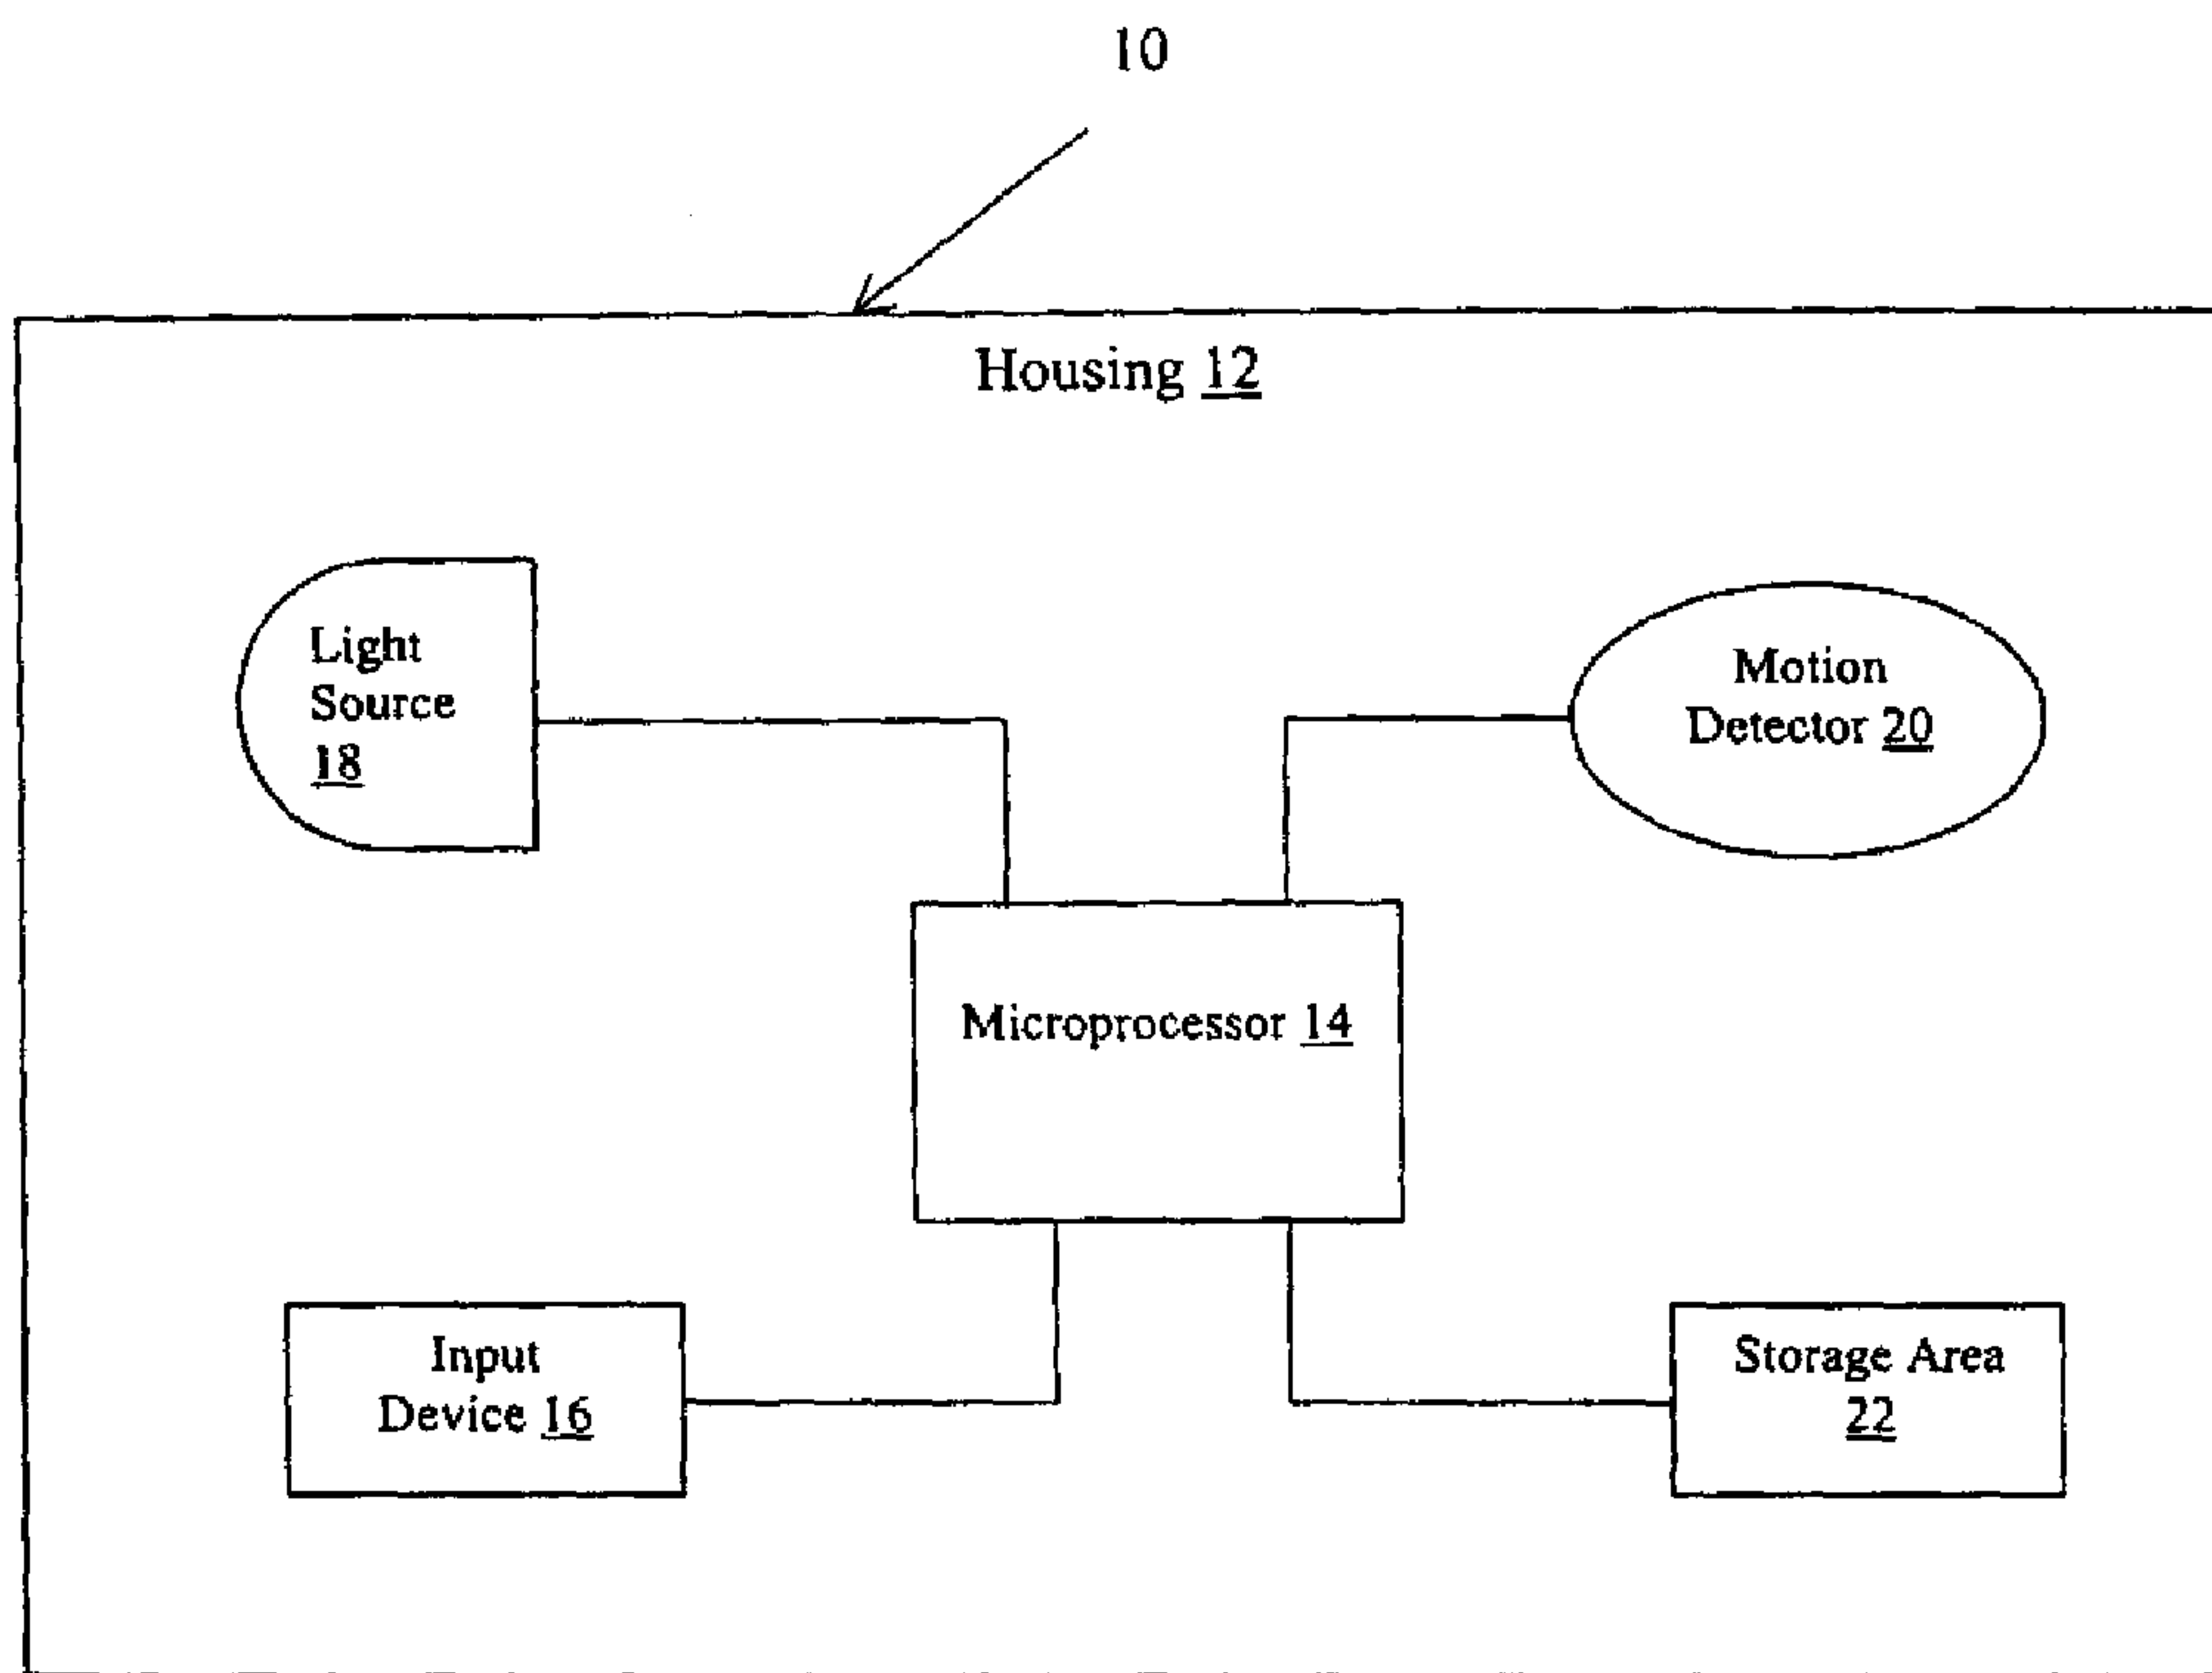 10
Housing 12
Light
Source
18
Motion
Detector 20
Microprocessor 14
Input
Device 16
Storage Area
22